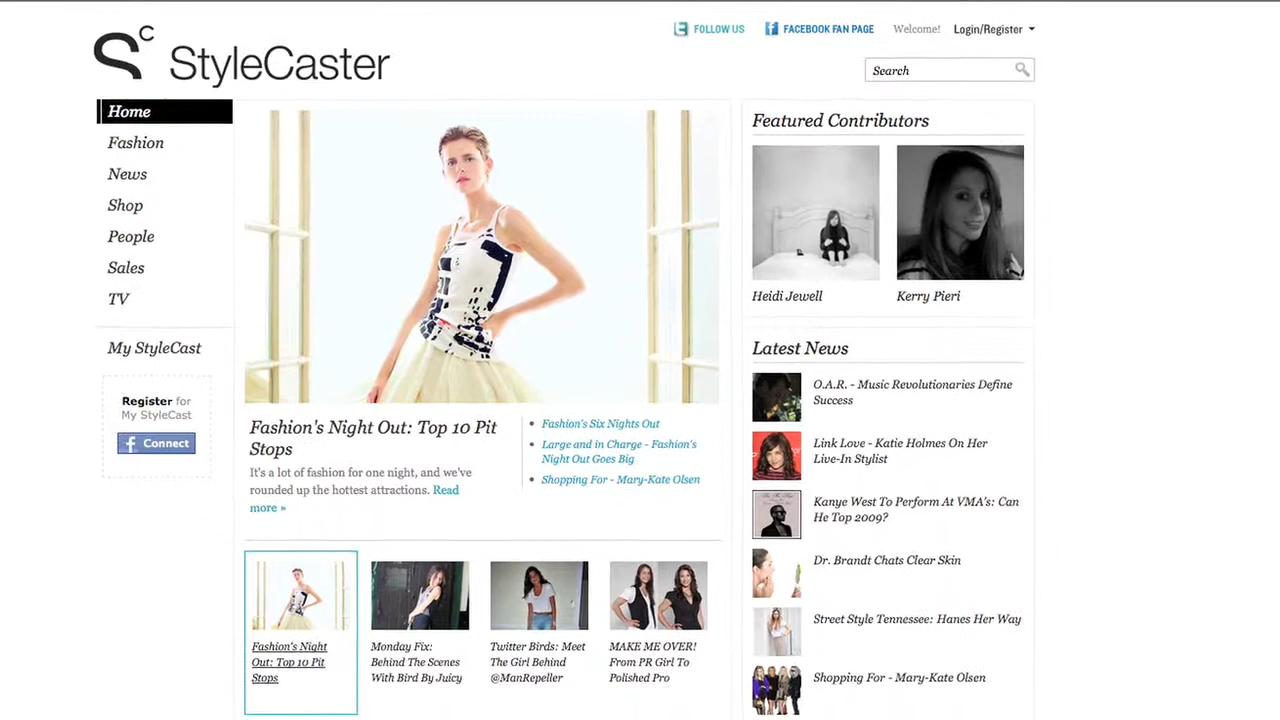 FOLLOW US
FACEBOOK FAN PAGE
Welcome!
Login/Register
StyleCaster
Search
Home
Fashion
News
Shop
People
Sales
TV
My StyleCast
Register for
My StyleCast
f Connect
Fashion's Night Out: Top 10 Pit
Stops
It's a lot of fashion for one night, and we've
rounded up the hottest attractions. Read
more »
Fashion's Six Nights Out
Large and in Charge - Fashion's
Night Out Goes Big
Shopping For - Mary-Kate Olsen
Fashion's Night
Out: Top 10 Pit
Stops
Monday Fix:
Behind The Scenes
With Bird By Juicy
Twitter Birds: Meet
The Girl Behind
@ManRepeller
MAKE ME OVER!
From PR Girl To
Polished Pro
Featured Contributors
Heidi Jewell
Kerry Pieri
Latest News
O.A.R. - Music Revolutionaries Define
Success
Link Love - Katie Holmes On Her
Live-In Stylist
Kanye West To Perform At VMA's: Can
He Top 2009?
Dr. Brandt Chats Clear Skin
Street Style Tennessee: Hanes Her Way
Shopping For - Mary-Kate Olsen